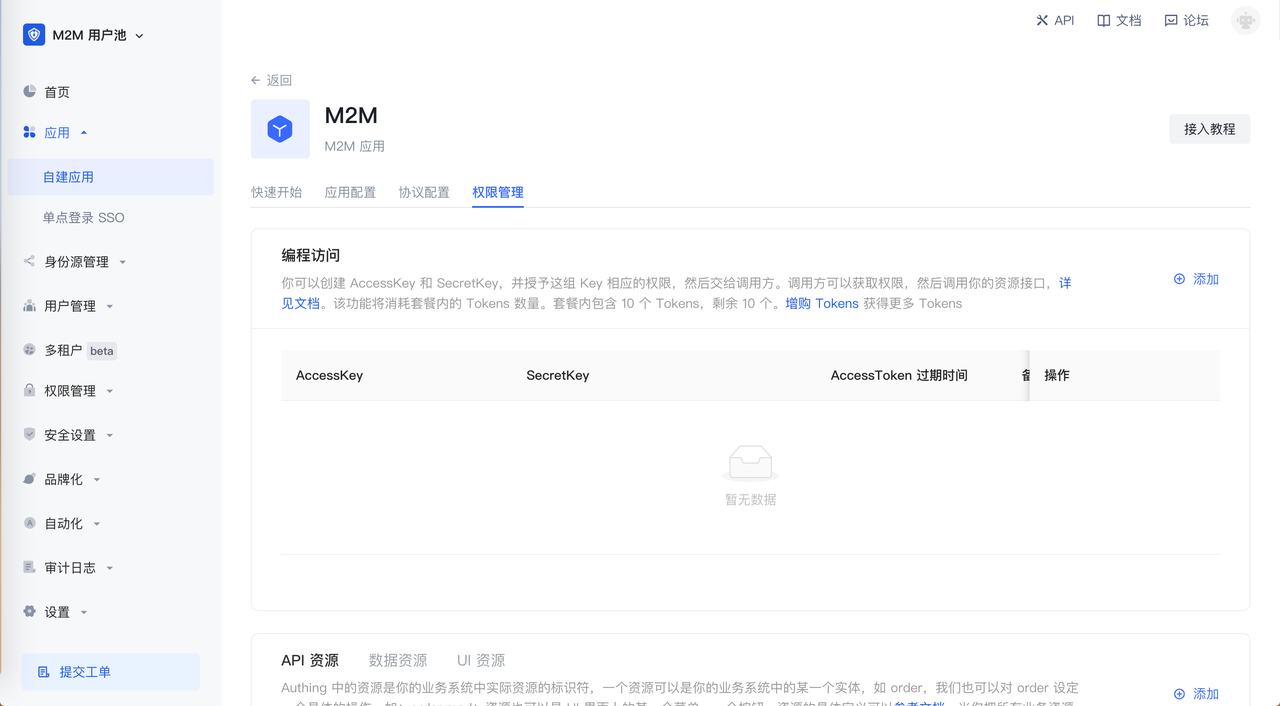 M2M 用户池
API
文档
论坛
首页
应用
自建应用
单点登录 SSO
身份源管理
用户管理
多租户 beta
权限管理
安全设置
品牌化
自动化
审计日志
设置
提交工单
返回
M2M
M2M 应用
接入教程
快速开始 应用配置 协议配置 权限管理
编程访问
你可以创建 AccessKey 和 SecretKey，并授予这组 Key 相应的权限，然后交给调用方。调用方可以获取权限，然后调用你的资源接口，详
见文档。该功能将消耗套餐内的 Tokens 数量。套餐内包含 10 个 Tokens，剩余 10 个。增购 Tokens 获得更多 Tokens
添加
AccessKey SecretKey AccessToken 过期时间 操作
暂无数据
API 资源 数据资源 UI 资源
Authing 中的资源是你的业务系统中实际资源的标识符，一个资源可以是你的业务系统中的某一个实体，如 order，我们也可以对 order 设定
添加